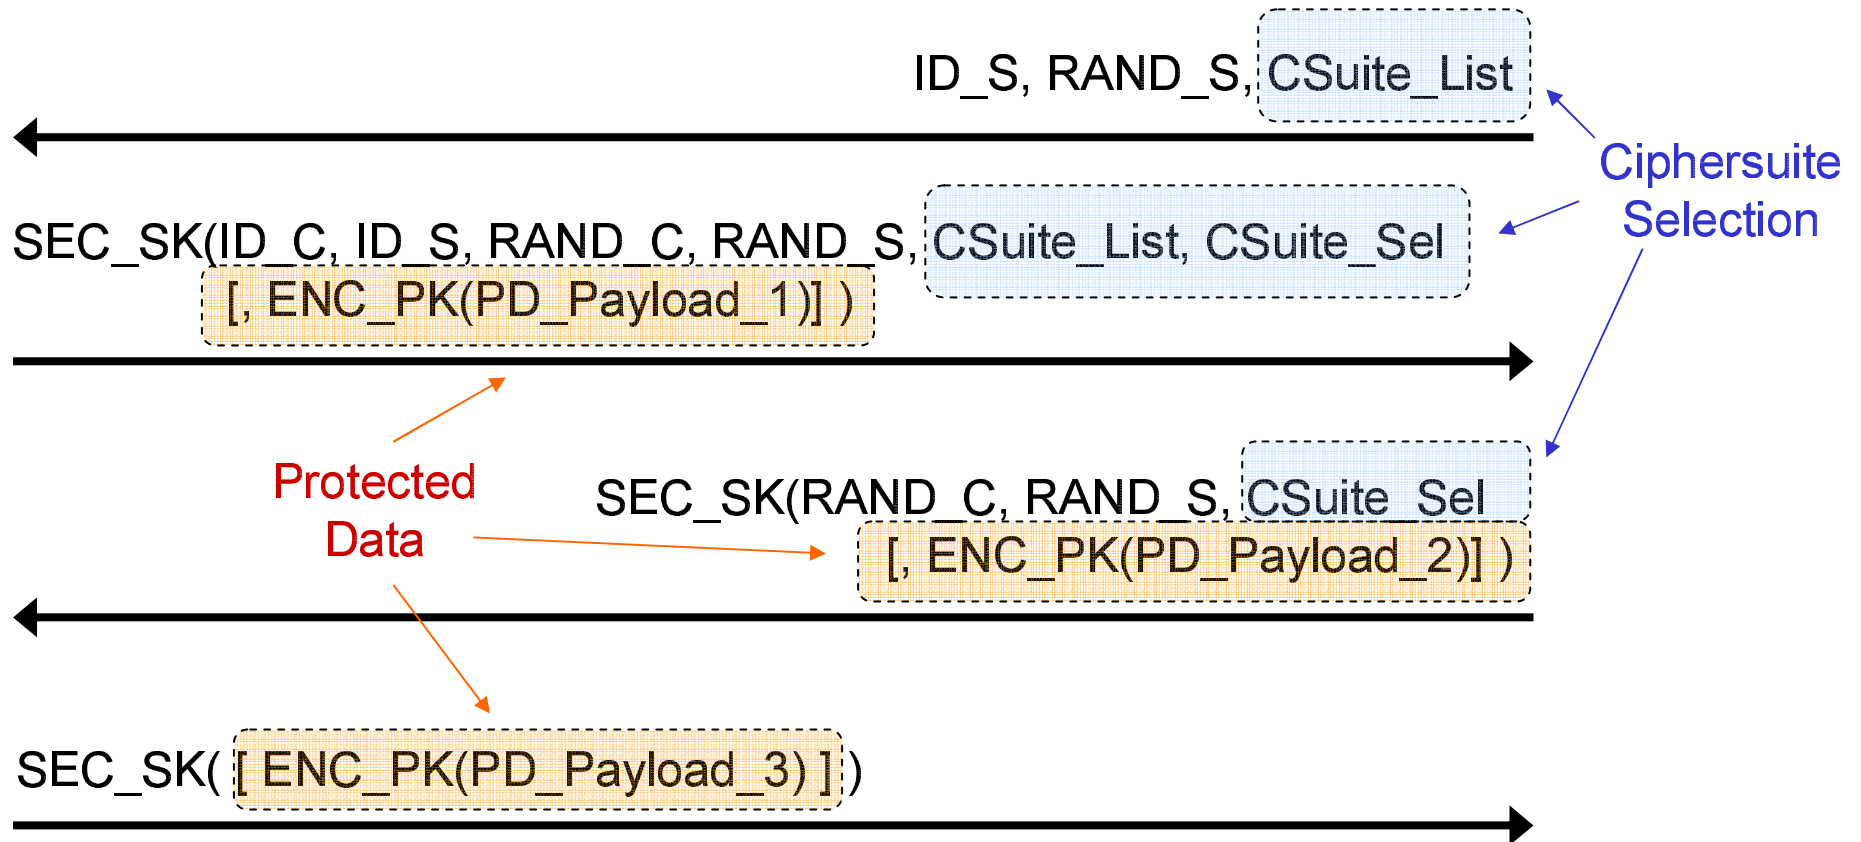 ID_S, RAND_S, CSuite_List
Ciphersuite
Selection
SEC_SK(ID_C, ID_S, RAND_C, RAND_S, CSuite_List, CSuite_Sel
[, ENC_PK(PD_Payload_1)] )
Protected
Data
SEC_SK(RAND_C, RAND_S, CSuite_Sel
[, ENC_PK(PD_Payload_2)] )
SEC_SK( [ ENC_PK(PD_Payload_3) ] )